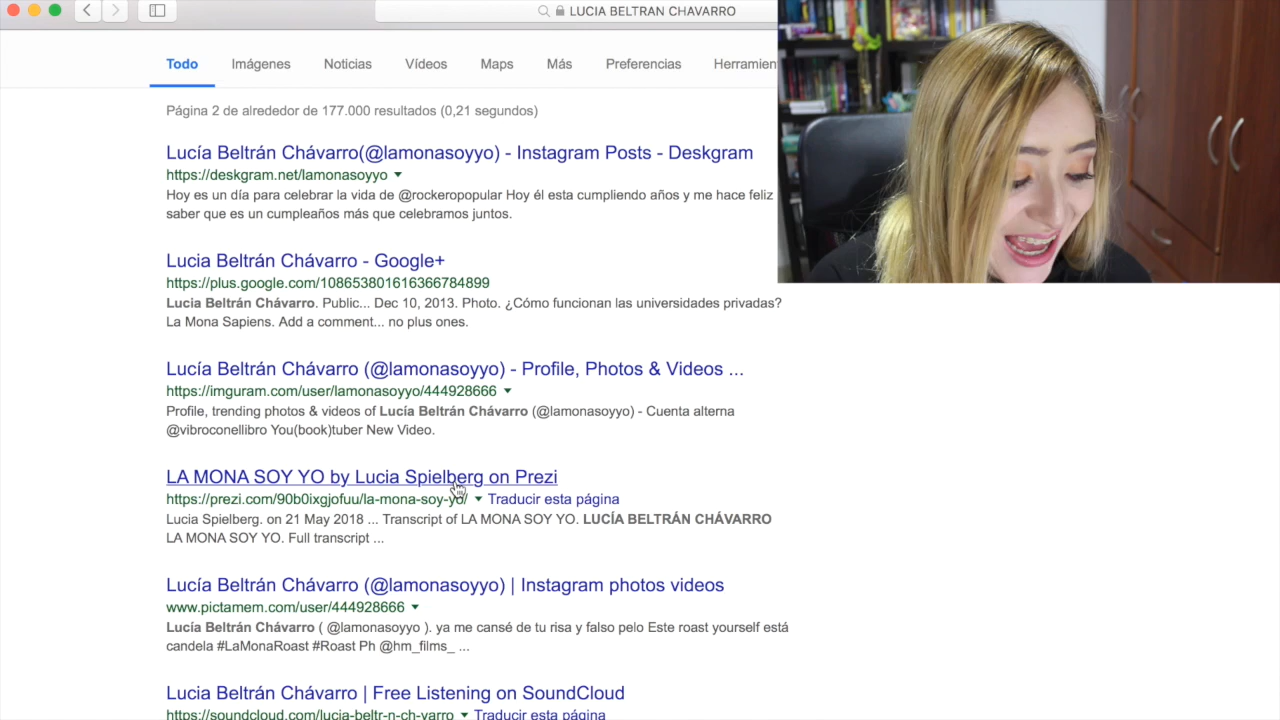 LUCIA BELTRAN CHAVARRO
Todo Imágenes Noticias Vídeos Maps Más Preferencias
Página 2 de alrededor de 177.000 resultados (0,21 segundos)
Lucía Beltrán Chávarro(@lamonasoyyo) - Instagram Posts - Deskgram
https://deskgram.net/lamonasoyyo
Hoy es un día para celebrar la vida de @rockeropopular Hoy él esta cumpliendo años y me hace feliz
saber que es un cumpleaños más que celebramos juntos.
Lucia Beltrán Chávarro - Google+
https://plus.google.com/108653801616366784899
Lucia Beltrán Chávarro. Public... Dec 10, 2013. Photo. ¿Cómo funcionan las universidades privadas?
La Mona Sapiens. Add a comment... no plus ones.
Lucía Beltrán Chávarro (@lamonasoyyo) - Profile, Photos & Videos ...
https://imguram.com/user/lamonasoyyo/444928666
Profile, trending photos & videos of Lucía Beltrán Chávarro (@lamonasoyyo) - Cuenta alterna
@vibroconellibro You(book)tuber New Video.
LA MONA SOY YO by Lucia Spielberg on Prezi
https://prezi.com/90b0ixgjofuu/la-mona-soy-yo/ Traducir esta página
Lucia Spielberg. on 21 May 2018 ... Transcript of LA MONA SOY YO. LUCÍA BELTRÁN CHÁVARRO
LA MONA SOY YO. Full transcript ...
Lucía Beltrán Chávarro (@lamonasoyyo) | Instagram photos videos
www.pictamem.com/user/444928666
Lucía Beltrán Chávarro ( @lamonasoyyo ). ya me cansé de tu risa y falso pelo Este roast yourself está
candela #LaMonaRoast #Roast Ph @hm_films_ ...
Lucia Beltrán Chávarro | Free Listening on SoundCloud
https://soundcloud.com/lucia-beltr-n-ch-varro Traducir esta página